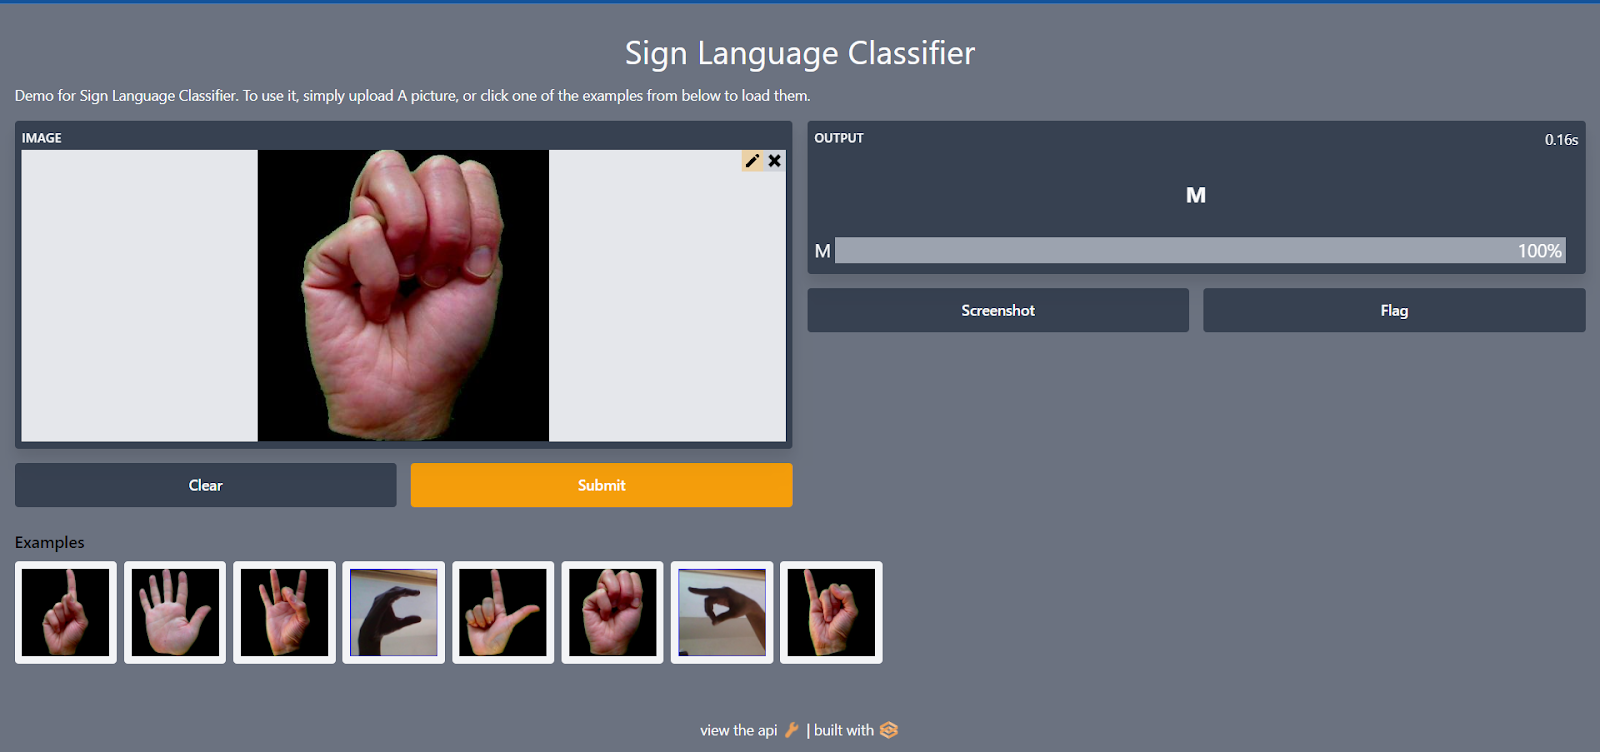 Sign Language Classifier
Demo for Sign Language Classifier. To use it, simply upload A picture, or click one of the examples from below to load them.
IMAGE
OUTPUT
0.16s
M
M
100%
Clear
Submit
Screenshot
Flag
Examples
view the api | built with